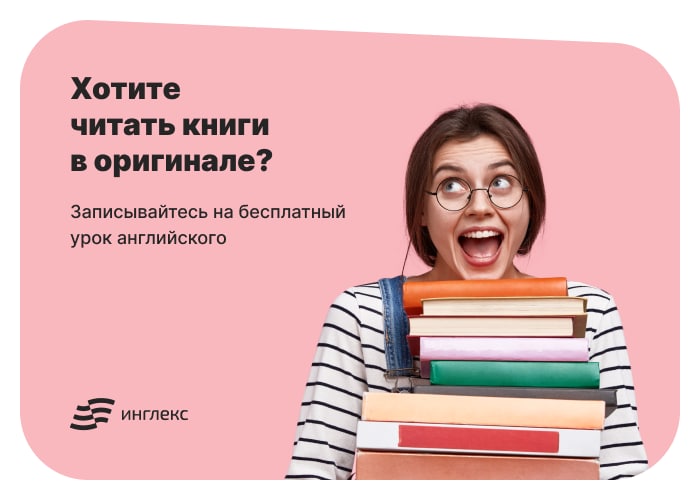 Хотите
читать книги
в оригинале?
Записывайтесь на бесплатный
урок английского
инглекс